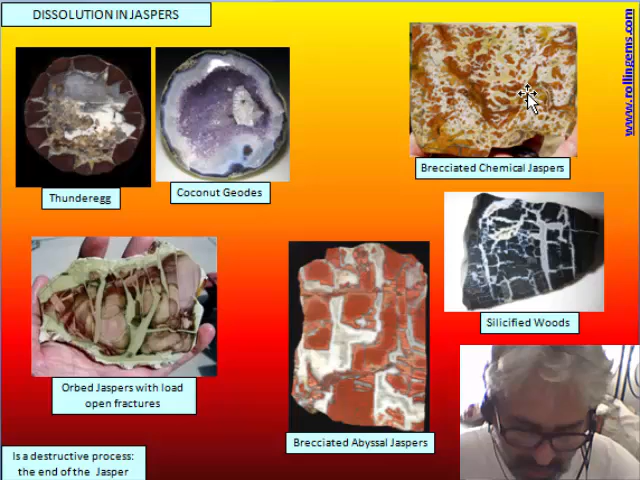 DISSOLUTION IN JASPERS
www.rollingems.com
Thunderegg
Coconut Geodes
Brecciated Chemical Jaspers
Silicified Woods
Orbed Jaspers with load
open fractures
Brecciated Abyssal Jaspers
Is a destructive process:
the end of the Jasper